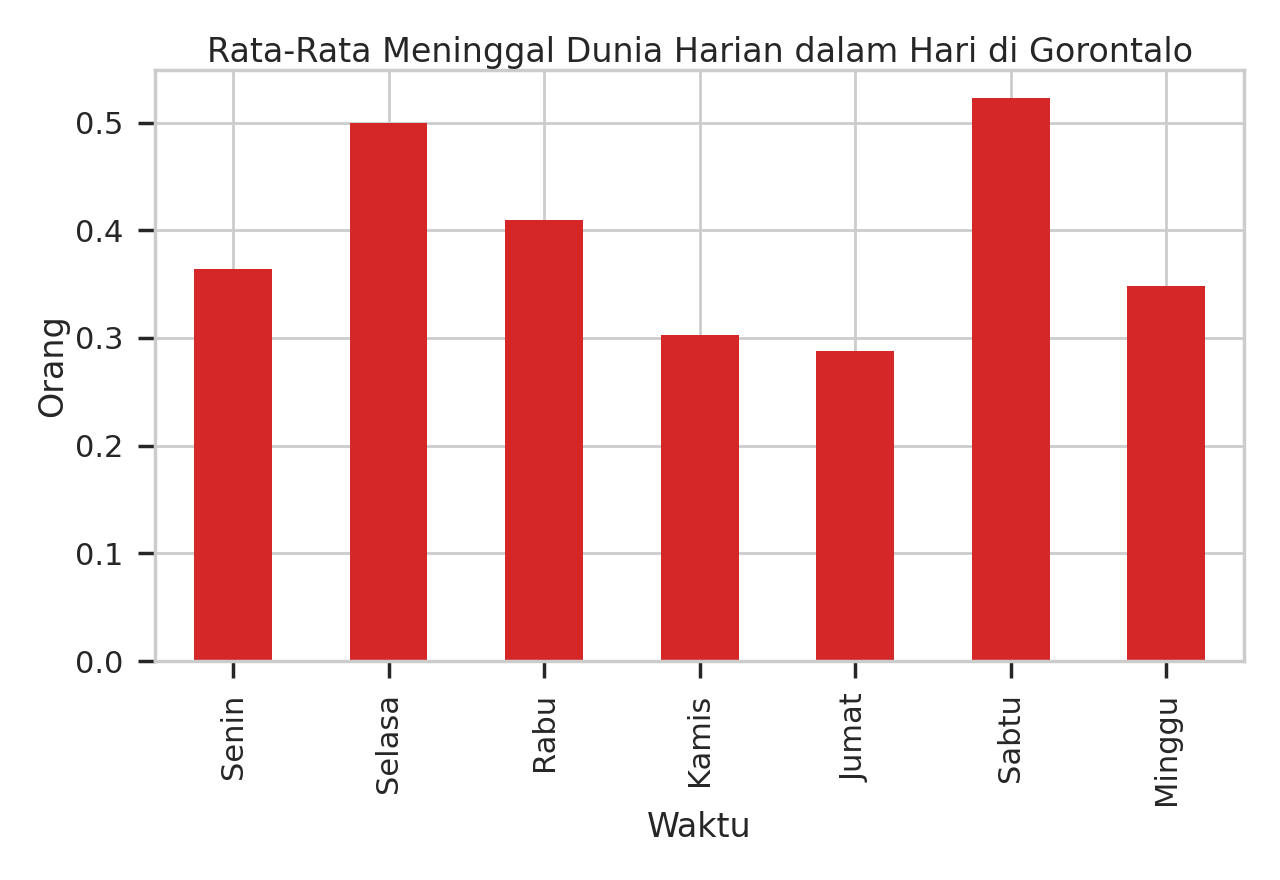 Rata-Rata Meninggal Dunia Harian dalam Hari di Gorontalo
Orang
0.5
0.4
0.3
0.2
0.1
0.0
Senin
Selasa
Rabu
Kamis
Jumat
Sabtu
Minggu
Waktu